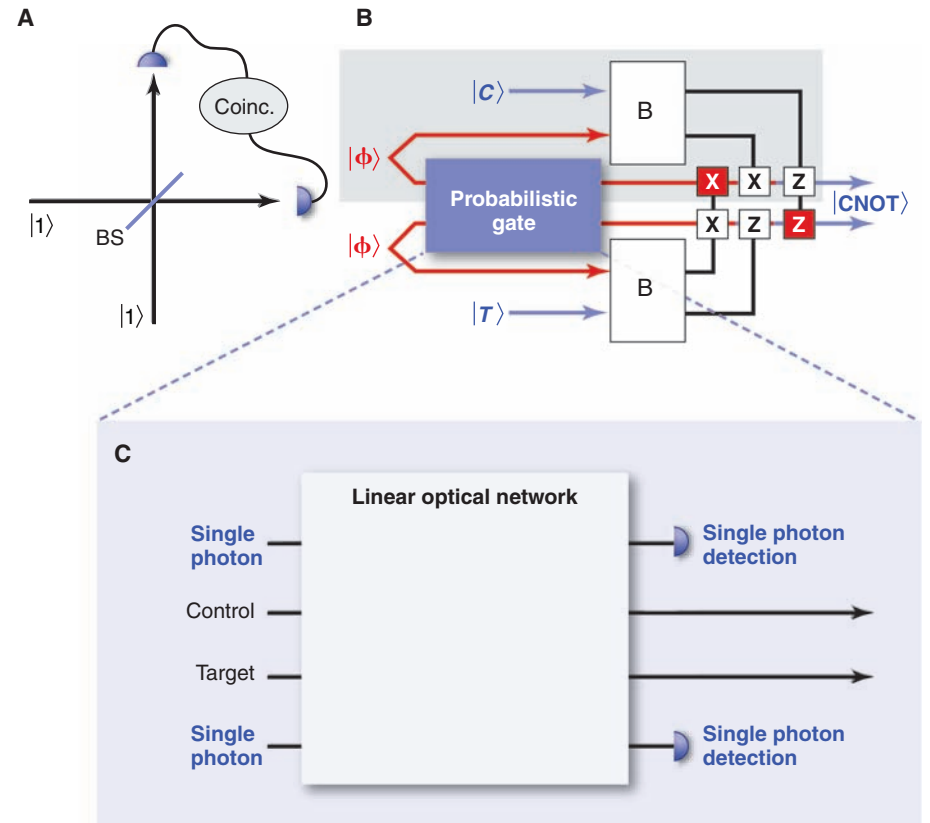 A
Coinc.
|1⟩
BS
|1⟩
B
|C⟩
B
|ϕ⟩
Probabilistic
gate
X X Z
|CNOT⟩
X Z Z
|ϕ⟩
B
|T⟩
C
Linear optical network
Single
photon
Single photon
detection
Control
Target
Single
photon
Single photon
detection